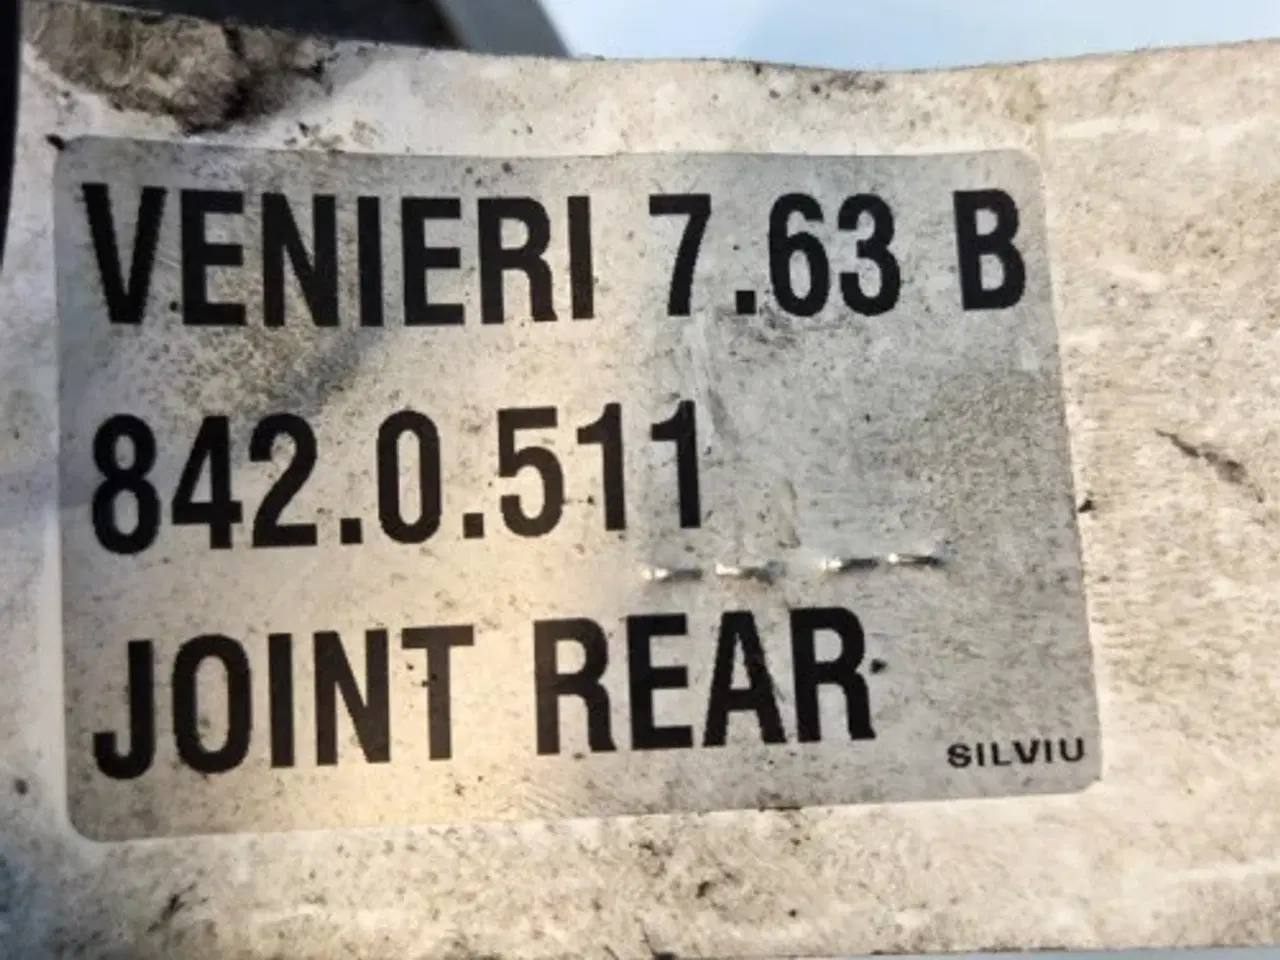 VENIERI 7.63 B
842.0.511
JOINT REAR
SILVIU